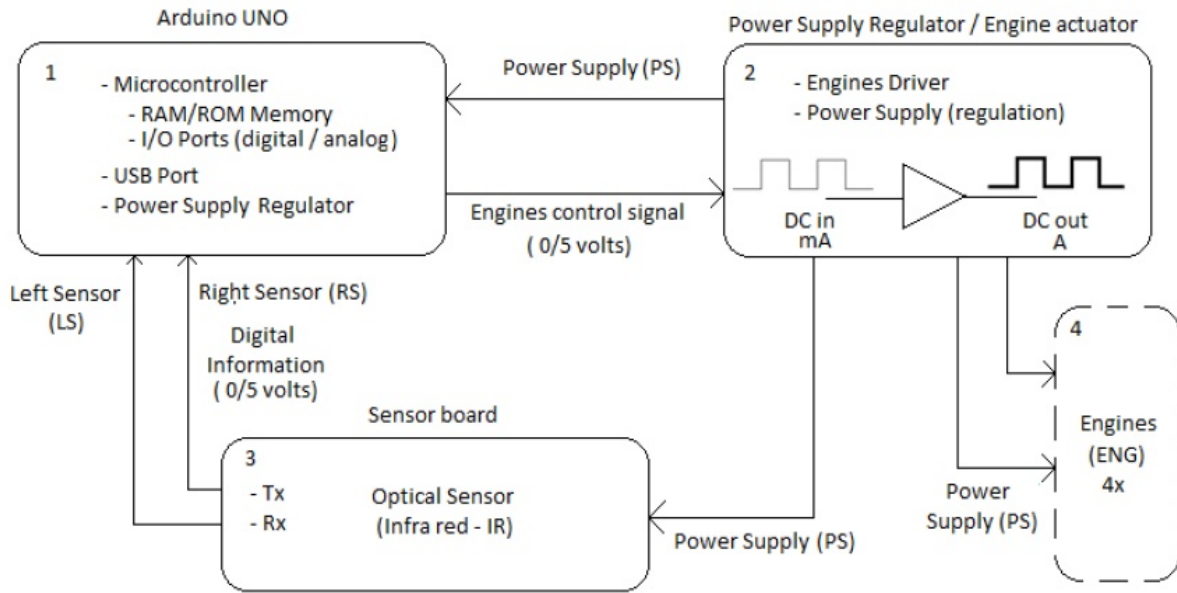 Arduino UNO
1
- Microcontroller
- RAM/ROM Memory
- I/O Ports (digital / analog)
- USB Port
- Power Supply Regulator
Power Supply (PS)
Engines control signal
( 0/5 volts)
Power Supply Regulator / Engine actuator
2
- Engines Driver
- Power Supply (regulation)
DC in
mA
DC out
A
Left Sensor
(LS)
Right Sensor (RS)
Digital
Information
( 0/5 volts)
Sensor board
3
- Tx
- Rx
Optical Sensor
(Infra red - IR)
Power Supply (PS)
Power
Supply (PS)
4
Engines
(ENG)
4x